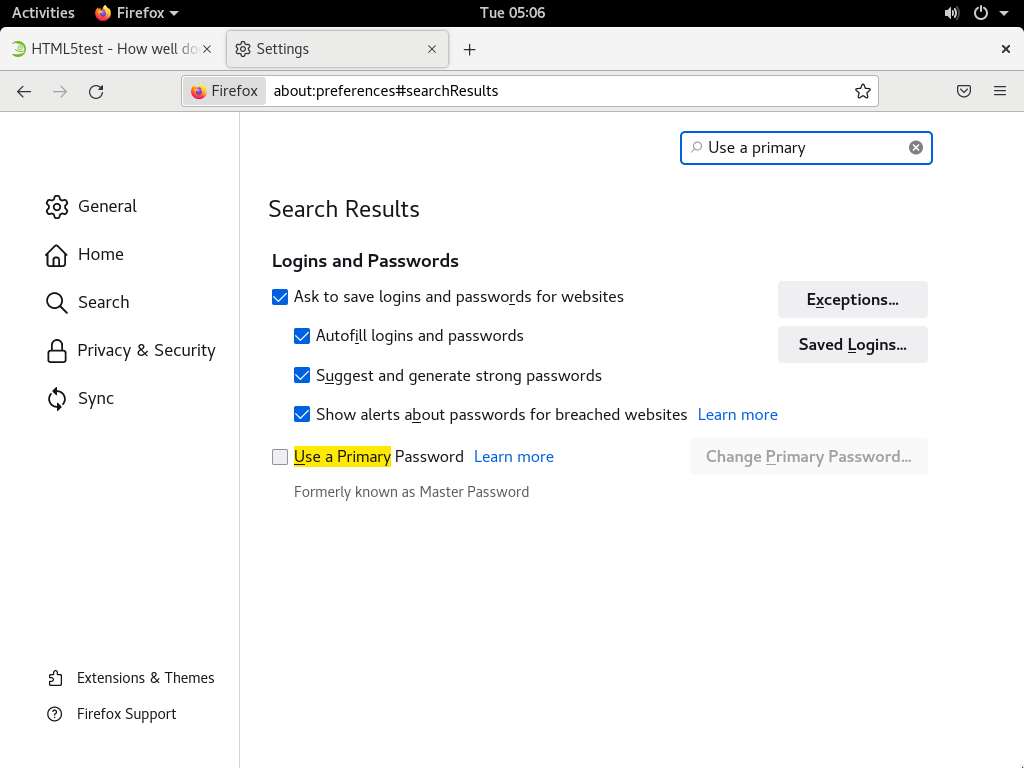 Activities Firefox Tue 05:06
HTML5test - How well do Settings
Firefox about:preferences#searchResults
Use a primary
General
Home
Search
Privacy & Security
Sync
Extensions & Themes
Firefox Support
Search Results
Logins and Passwords
Ask to save logins and passwords for websites Exceptions...
Autofill logins and passwords Saved Logins...
Suggest and generate strong passwords
Show alerts about passwords for breached websites Learn more
Use a Primary Password Learn more Change Primary Password...
Formerly known as Master Password